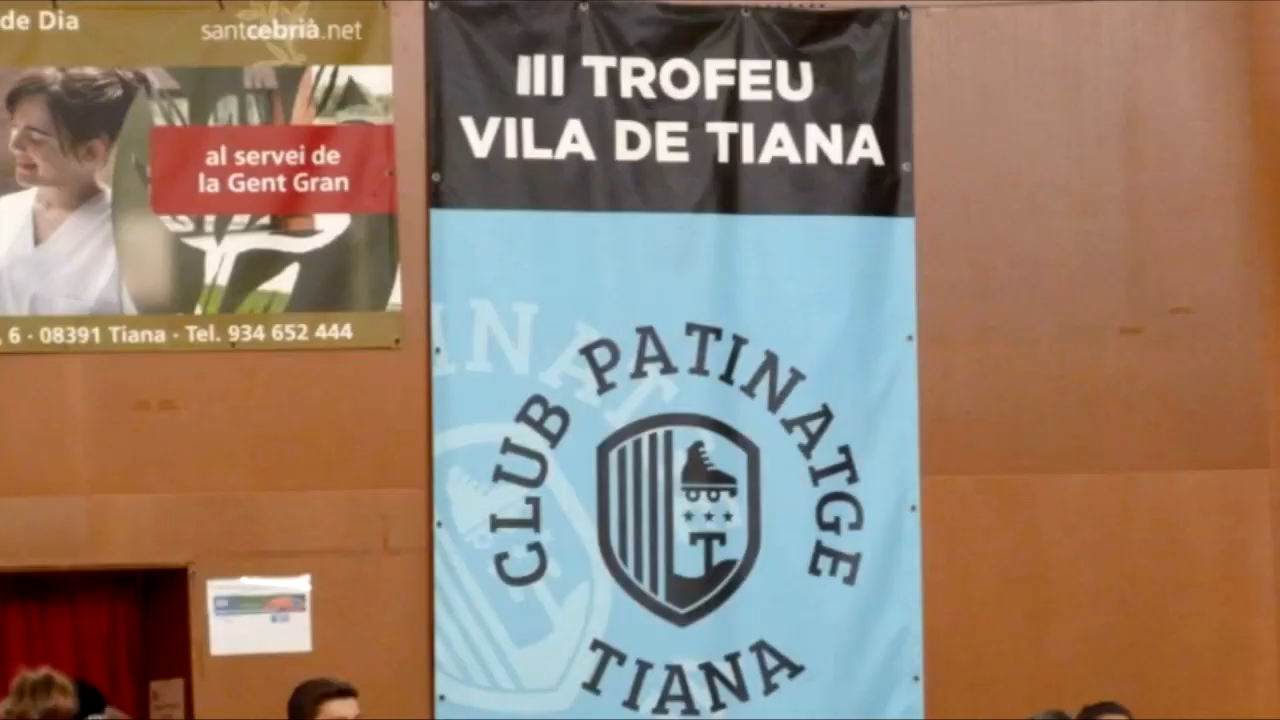 de Dia
santcebrià.net
al servei de
la Gent Gran
, 6 · 08391 Tiana · Tel. 934 652 444
III TROFEU
VILA DE TIANA
CLUB PATINATGE
TIANA